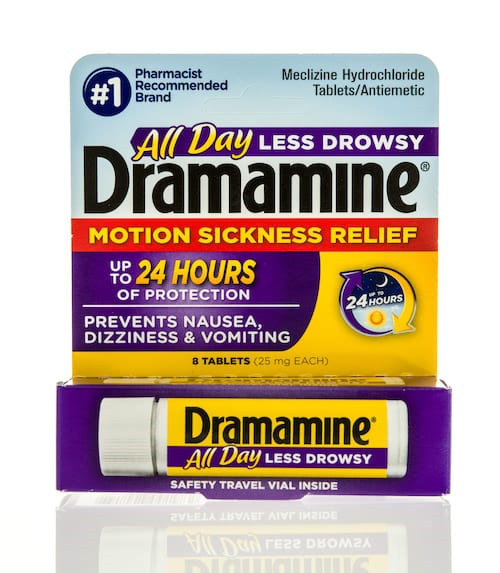 #1
Pharmacist
Recommended
Brand
Meclizine Hydrochloride
Tablets/Antiemetic
All Day LESS DROWSY
Dramamine®
MOTION SICKNESS RELIEF
UP TO 24 HOURS
OF PROTECTION
UP TO
24 HOURS
PREVENTS NAUSEA,
DIZZINESS & VOMITING
8 TABLETS (25 mg EACH)
Dramamine®
All Day LESS DROWSY
SAFETY TRAVEL VIAL INSIDE